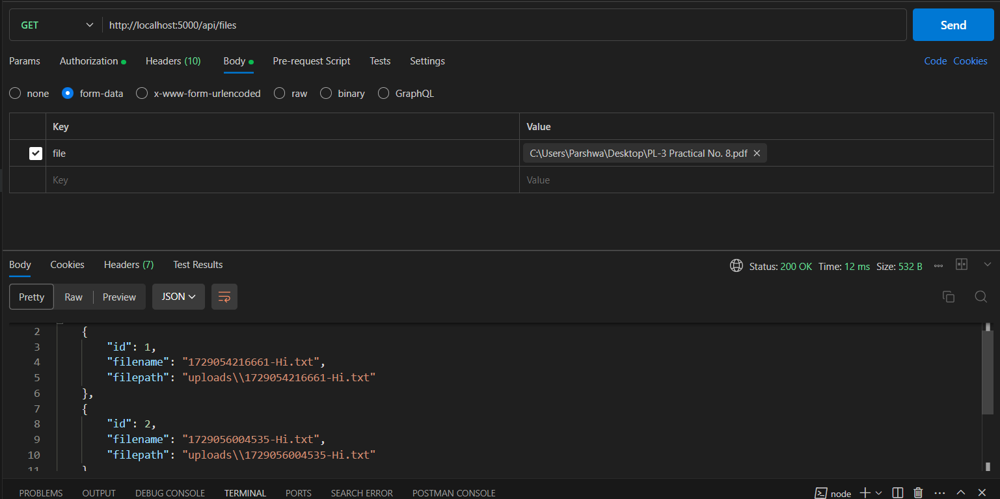 GET http://localhost:5000/api/files Send
Params Authorization Headers (10) Body Pre-request Script Tests Settings Code Cookies
none form-data x-www-form-urlencoded raw binary GraphQL
Key Value
file C:\Users\Parshwa\Desktop\PL-3 Practical No. 8.pdf
Key Value
Body Cookies Headers (7) Test Results Status: 200 OK Time: 12 ms Size: 532 B
Pretty Raw Preview JSON
2 {
3 "id": 1,
4 "filename": "1729054216661-Hi.txt",
5 "filepath": "uploads\\1729054216661-Hi.txt"
6 },
7 {
8 "id": 2,
9 "filename": "1729056004535-Hi.txt",
10 "filepath": "uploads\\1729056004535-Hi.txt"
11 }
PROBLEMS OUTPUT DEBUG CONSOLE TERMINAL PORTS SEARCH ERROR POSTMAN CONSOLE node